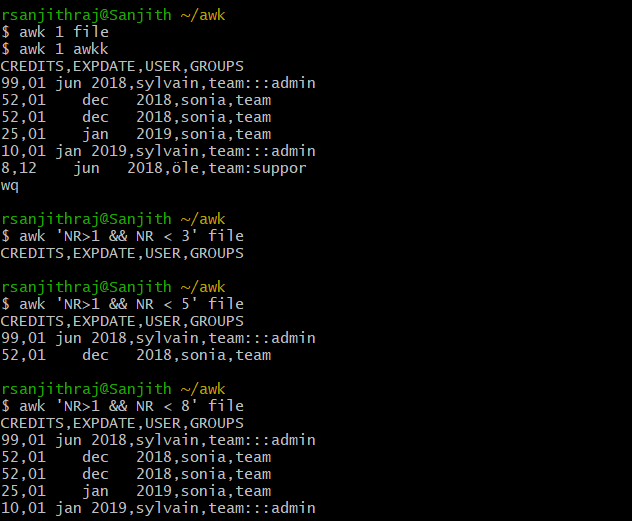 rsanjithraj@Sanjith ~/awk
$ awk 1 file
$ awk 1 awkk
CREDITS,EXPDATE,USER,GROUPS
99,01 jun 2018,sylvain,team:::admin
52,01    dec   2018,sonia,team
52,01    dec   2018,sonia,team
25,01    jan   2019,sonia,team
10,01 jan 2019,sylvain,team:::admin
8,12    jun   2018,öle,team:suppor
wq
rsanjithraj@Sanjith ~/awk
$ awk 'NR>1 && NR < 3' file
CREDITS,EXPDATE,USER,GROUPS
rsanjithraj@Sanjith ~/awk
$ awk 'NR>1 && NR < 5' file
CREDITS,EXPDATE,USER,GROUPS
99,01 jun 2018,sylvain,team:::admin
52,01    dec   2018,sonia,team
rsanjithraj@Sanjith ~/awk
$ awk 'NR>1 && NR < 8' file
CREDITS,EXPDATE,USER,GROUPS
99,01 jun 2018,sylvain,team:::admin
52,01    dec   2018,sonia,team
52,01    dec   2018,sonia,team
25,01    jan   2019,sonia,team
10,01 jan 2019,sylvain,team:::admin